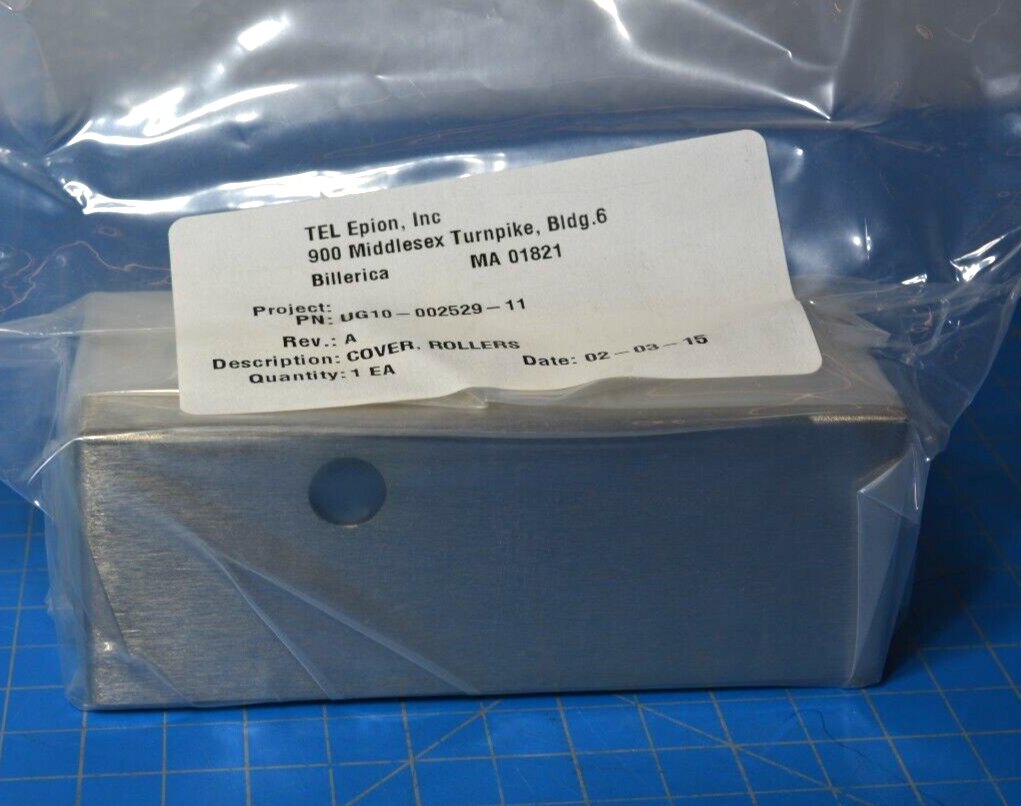 TEL Epion, Inc
900 Middlesex Turnpike, Bldg.6
Billerica MA 01821
Project:
PN: UG10-002529-11
Rev.: A
Description: COVER, ROLLERS
Quantity: 1 EA Date: 02-03-15